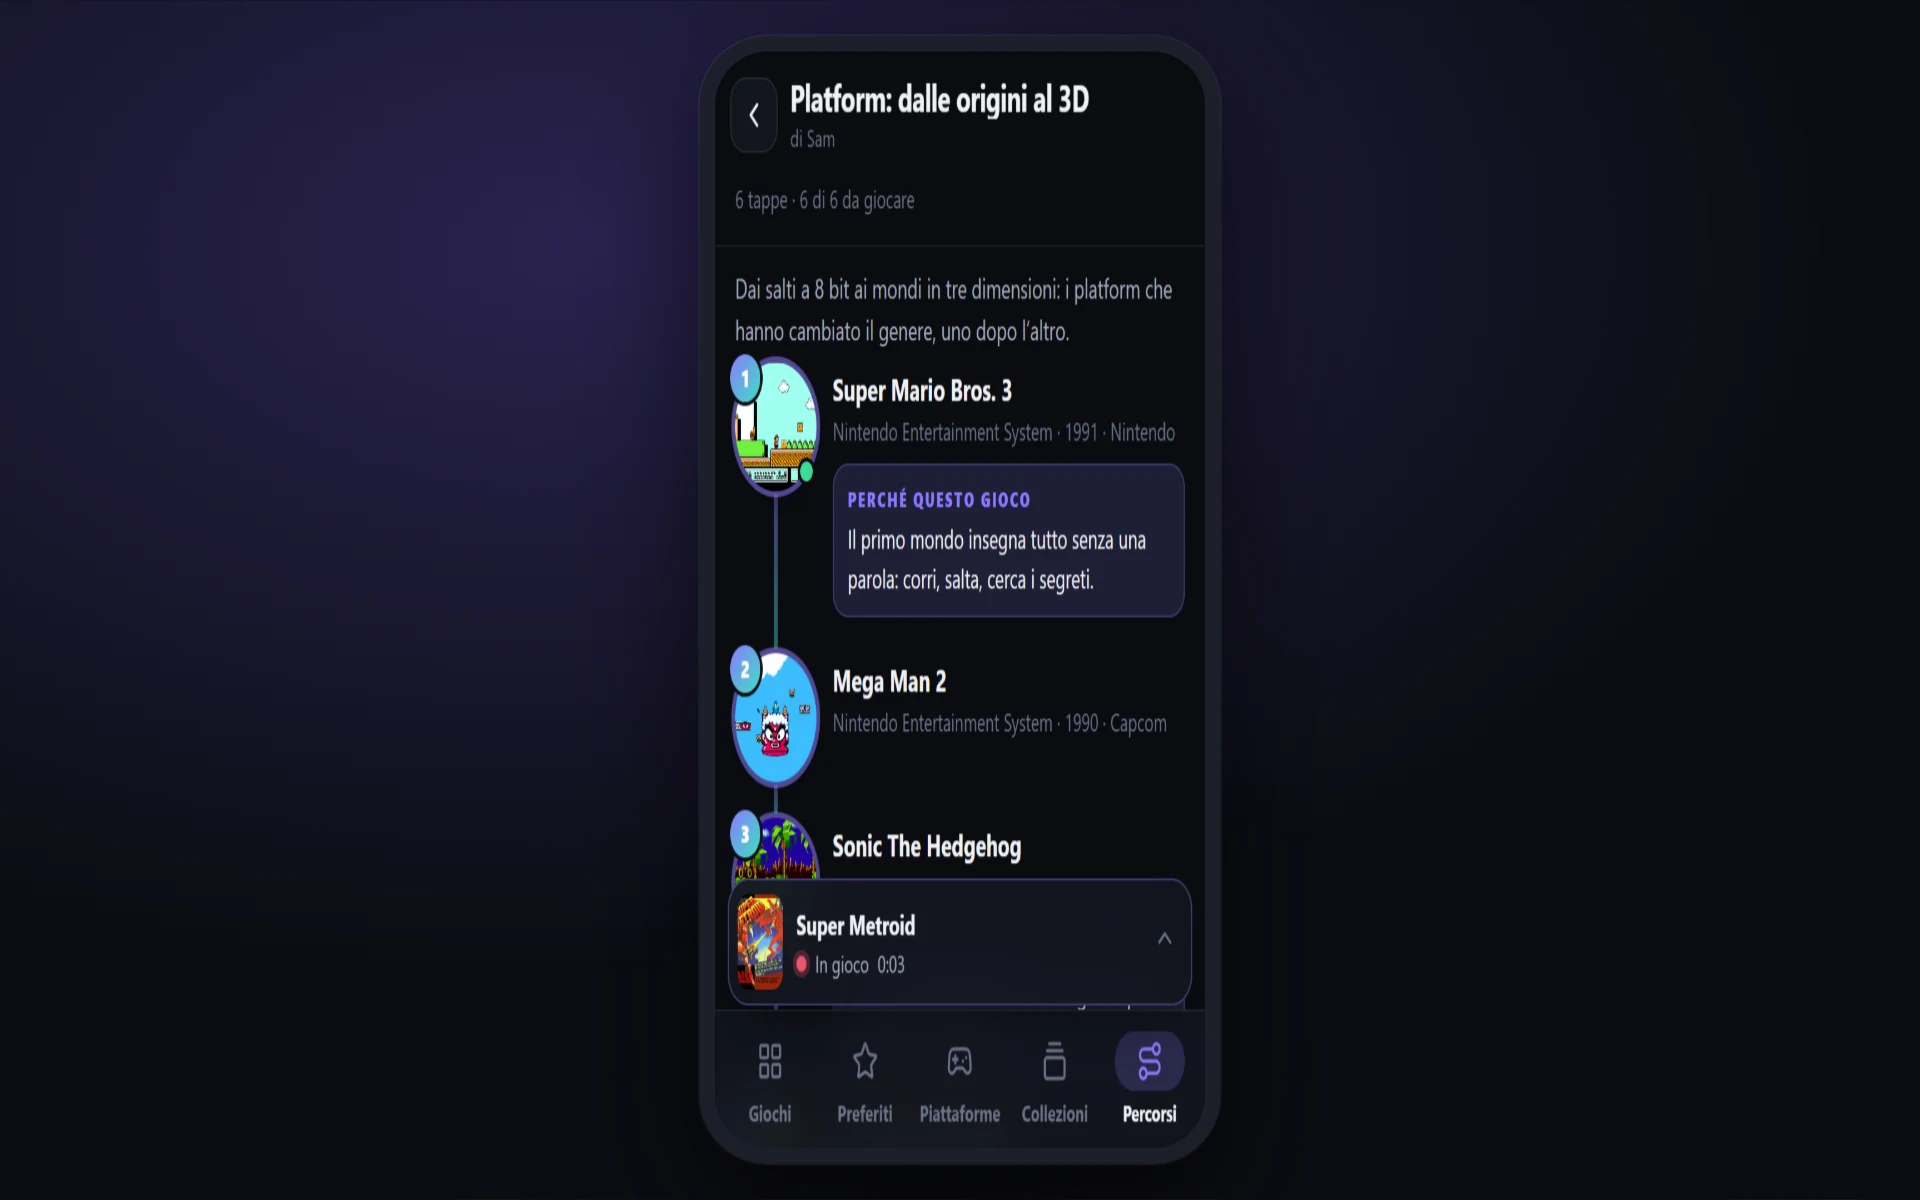 Platform: dalle origini al 3D
di Sam
6 tappe · 6 di 6 da giocare
Dai salti a 8 bit ai mondi in tre dimensioni: i platform che
hanno cambiato il genere, uno dopo l’altro.
1
Super Mario Bros. 3
Nintendo Entertainment System · 1991 · Nintendo
PERCHÉ QUESTO GIOCO
Il primo mondo insegna tutto senza una
parola: corri, salta, cerca i segreti.
2
Mega Man 2
Nintendo Entertainment System · 1990 · Capcom
3
Sonic The Hedgehog
Super Metroid
In gioco 0:03
Giochi
Preferiti
Piattaforme
Collezioni
Percorsi